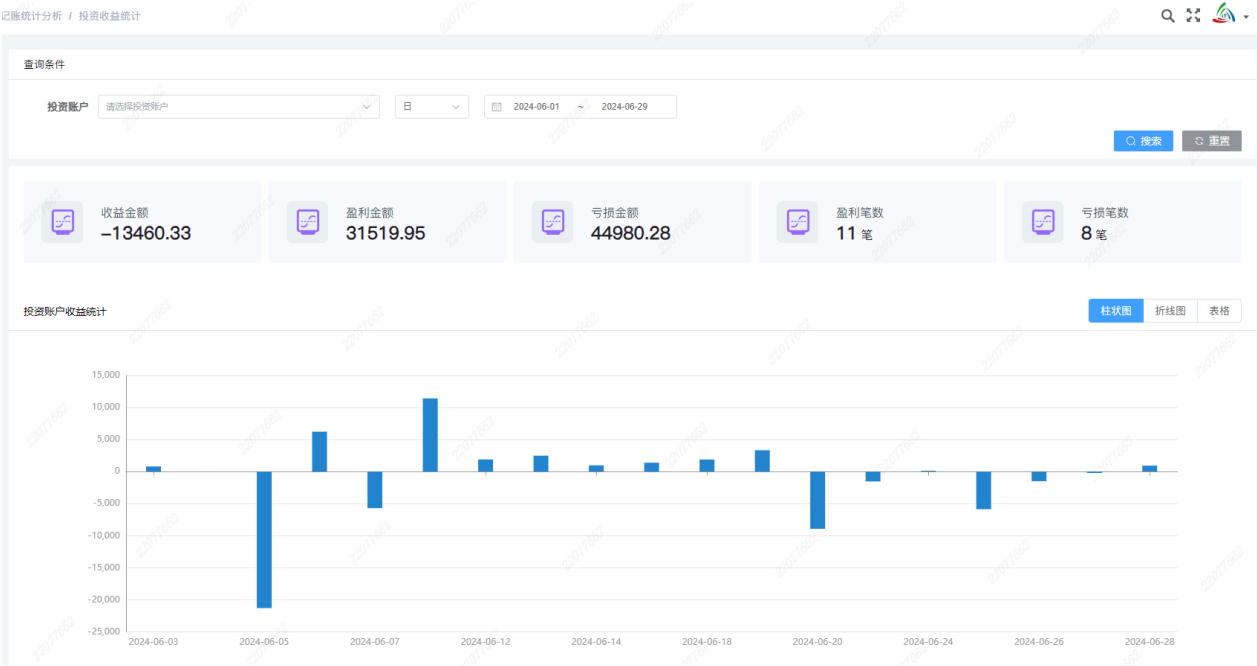 记账统计分析 / 投资收益统计
查询条件
投资账户 请选择投资账户 日 2024-06-01 ~ 2024-06-29
搜索 重置
收益金额 盈利金额 亏损金额 盈利笔数 亏损笔数
−13460.33 31519.95 44980.28 11 笔 8 笔
投资账户收益统计 柱状图 折线图 表格
15,000
10,000
5,000
0
-5,000
-10,000
-15,000
-20,000
-25,000
2024-06-03 2024-06-05 2024-06-07 2024-06-12 2024-06-14 2024-06-18 2024-06-20 2024-06-24 2024-06-26 2024-06-28
22077662